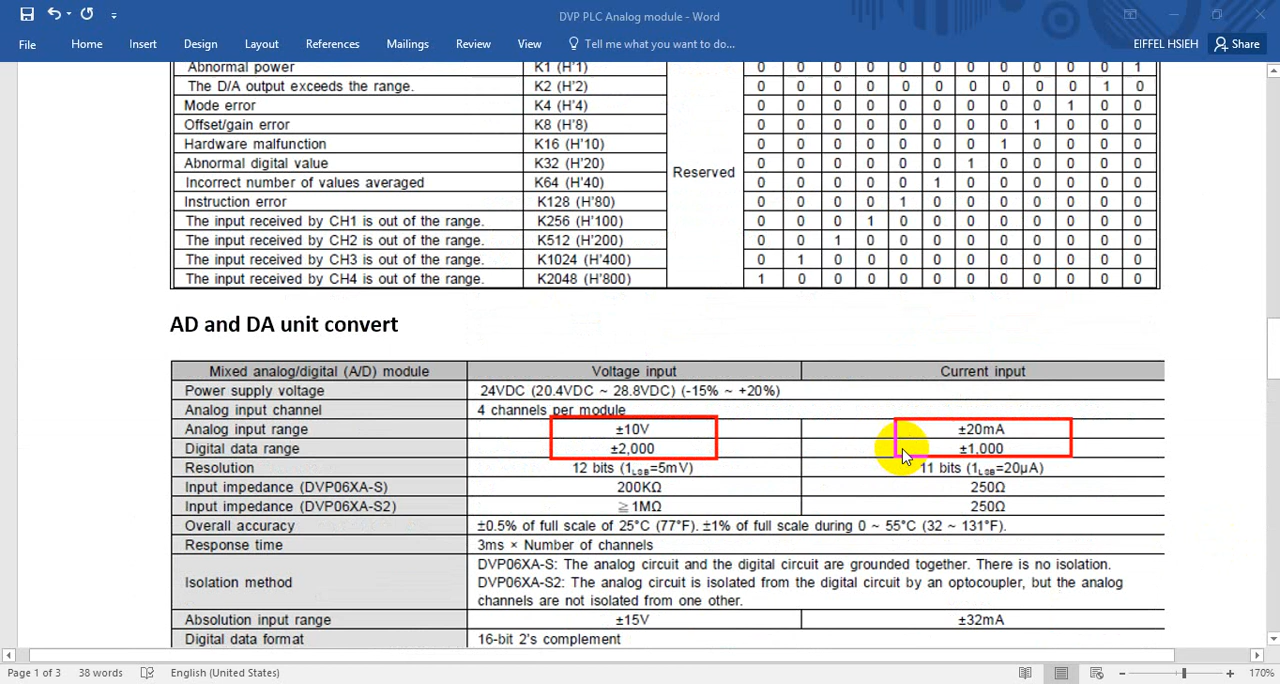 DVP PLC Analog module - Word
File Home Insert Design Layout References Mailings Review View Tell me what you want to do... EIFFEL HSIEH Share
Abnormal power K1 (H'1) 0 0 0 0 0 0 0 0 0 0 1
The D/A output exceeds the range. K2 (H'2) 0 0 0 0 0 0 0 0 0 1 0
Mode error K4 (H'4) 0 0 0 0 0 0 0 0 1 0 0
Offset/gain error K8 (H'8) 0 0 0 0 0 0 0 1 0 0 0
Hardware malfunction K16 (H'10) 0 0 0 0 0 0 1 0 0 0 0
Abnormal digital value K32 (H'20) 0 0 0 0 0 1 0 0 0 0 0
Reserved
Incorrect number of values averaged K64 (H'40) 0 0 0 0 1 0 0 0 0 0 0
Instruction error K128 (H'80) 0 0 0 1 0 0 0 0 0 0 0
The input received by CH1 is out of the range. K256 (H'100) 0 0 0 1 0 0 0 0 0 0 0
The input received by CH2 is out of the range. K512 (H'200) 0 0 1 0 0 0 0 0 0 0 0
The input received by CH3 is out of the range. K1024 (H'400) 0 1 0 0 0 0 0 0 0 0 0
The input received by CH4 is out of the range. K2048 (H'800) 1 0 0 0 0 0 0 0 0 0 0
AD and DA unit convert
Mixed analog/digital (A/D) module Voltage input Current input
Power supply voltage 24VDC (20.4VDC ~ 28.8VDC) (-15% ~ +20%)
Analog input channel 4 channels per module
Analog input range ±10V ±20mA
Digital data range ±2,000 ±1,000
Resolution 12 bits (1LSB=5mV) 11 bits (1LSB=20μA)
Input impedance (DVP06XA-S) 200KΩ 250Ω
Input impedance (DVP06XA-S2) ≧1MΩ 250Ω
Overall accuracy ±0.5% of full scale of 25°C (77°F). ±1% of full scale during 0 ~ 55°C (32 ~ 131°F).
Response time 3ms × Number of channels
Isolation method DVP06XA-S: The analog circuit and the digital circuit are grounded together. There is no isolation.
DVP06XA-S2: The analog circuit is isolated from the digital circuit by an optocoupler, but the analog
channels are not isolated from one other.
Absolution input range ±15V ±32mA
Digital data format 16-bit 2's complement
Page 1 of 3 38 words English (United States) 170%